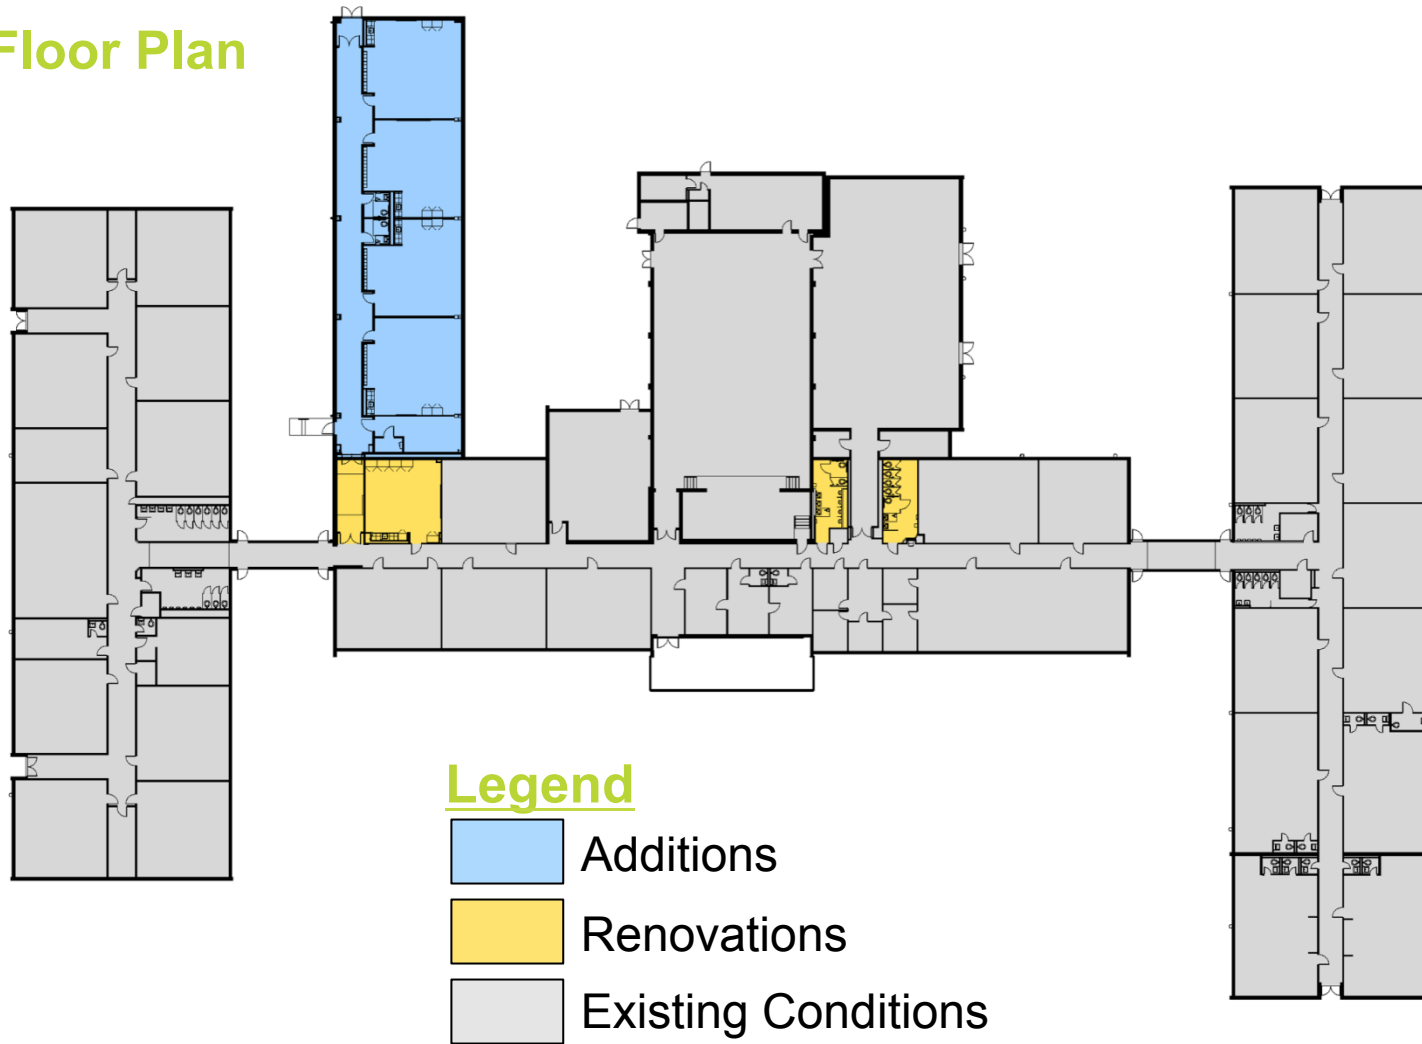 Floor Plan
Legend
Additions
Renovations
Existing Conditions